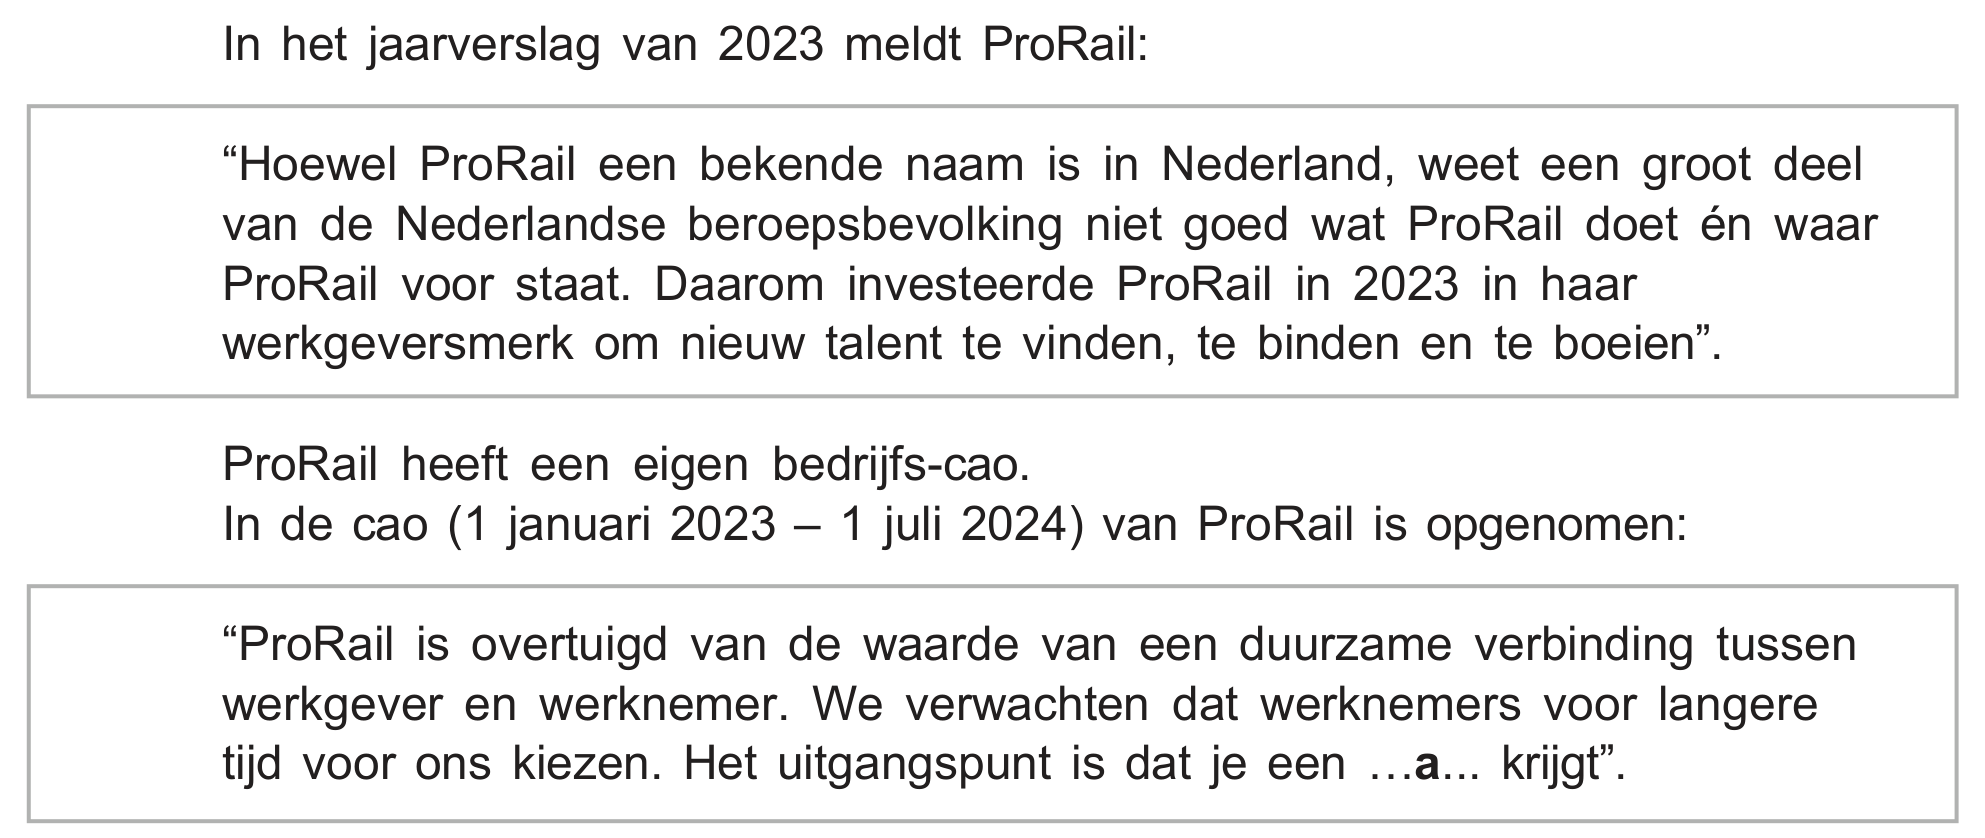 In het jaarverslag van 2023 meldt ProRail:
“Hoewel ProRail een bekende naam is in Nederland, weet een groot deel
van de Nederlandse beroepsbevolking niet goed wat ProRail doet én waar
ProRail voor staat. Daarom investeerde ProRail in 2023 in haar
werkgeversmerk om nieuw talent te vinden, te binden en te boeien”.
ProRail heeft een eigen bedrijfs-cao.
In de cao (1 januari 2023 – 1 juli 2024) van ProRail is opgenomen:
“ProRail is overtuigd van de waarde van een duurzame verbinding tussen
werkgever en werknemer. We verwachten dat werknemers voor langere
tijd voor ons kiezen. Het uitgangspunt is dat je een …a... krijgt”.